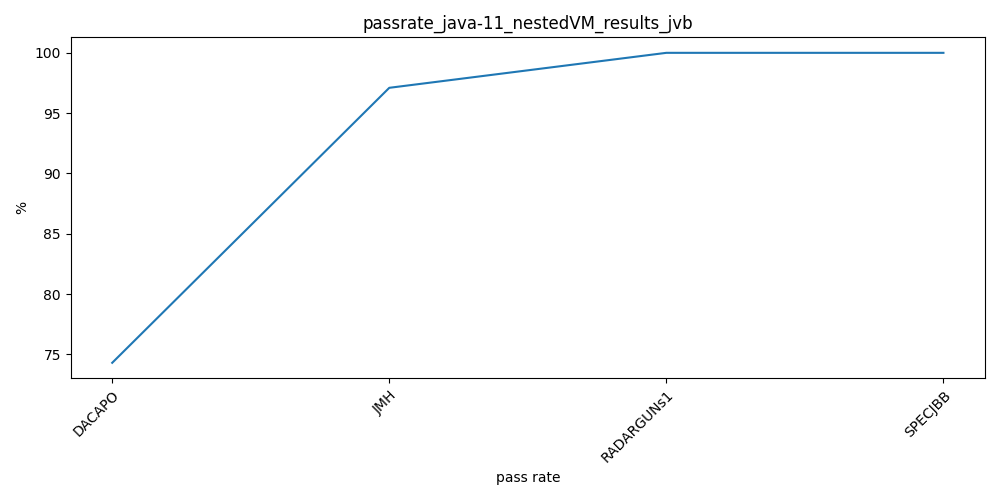 passrate_java-11_nestedVM_results_jvb
100
95
90
85
80
75
%
DACAPO
JMH
RADARGUNs1
SPECJBB
pass rate